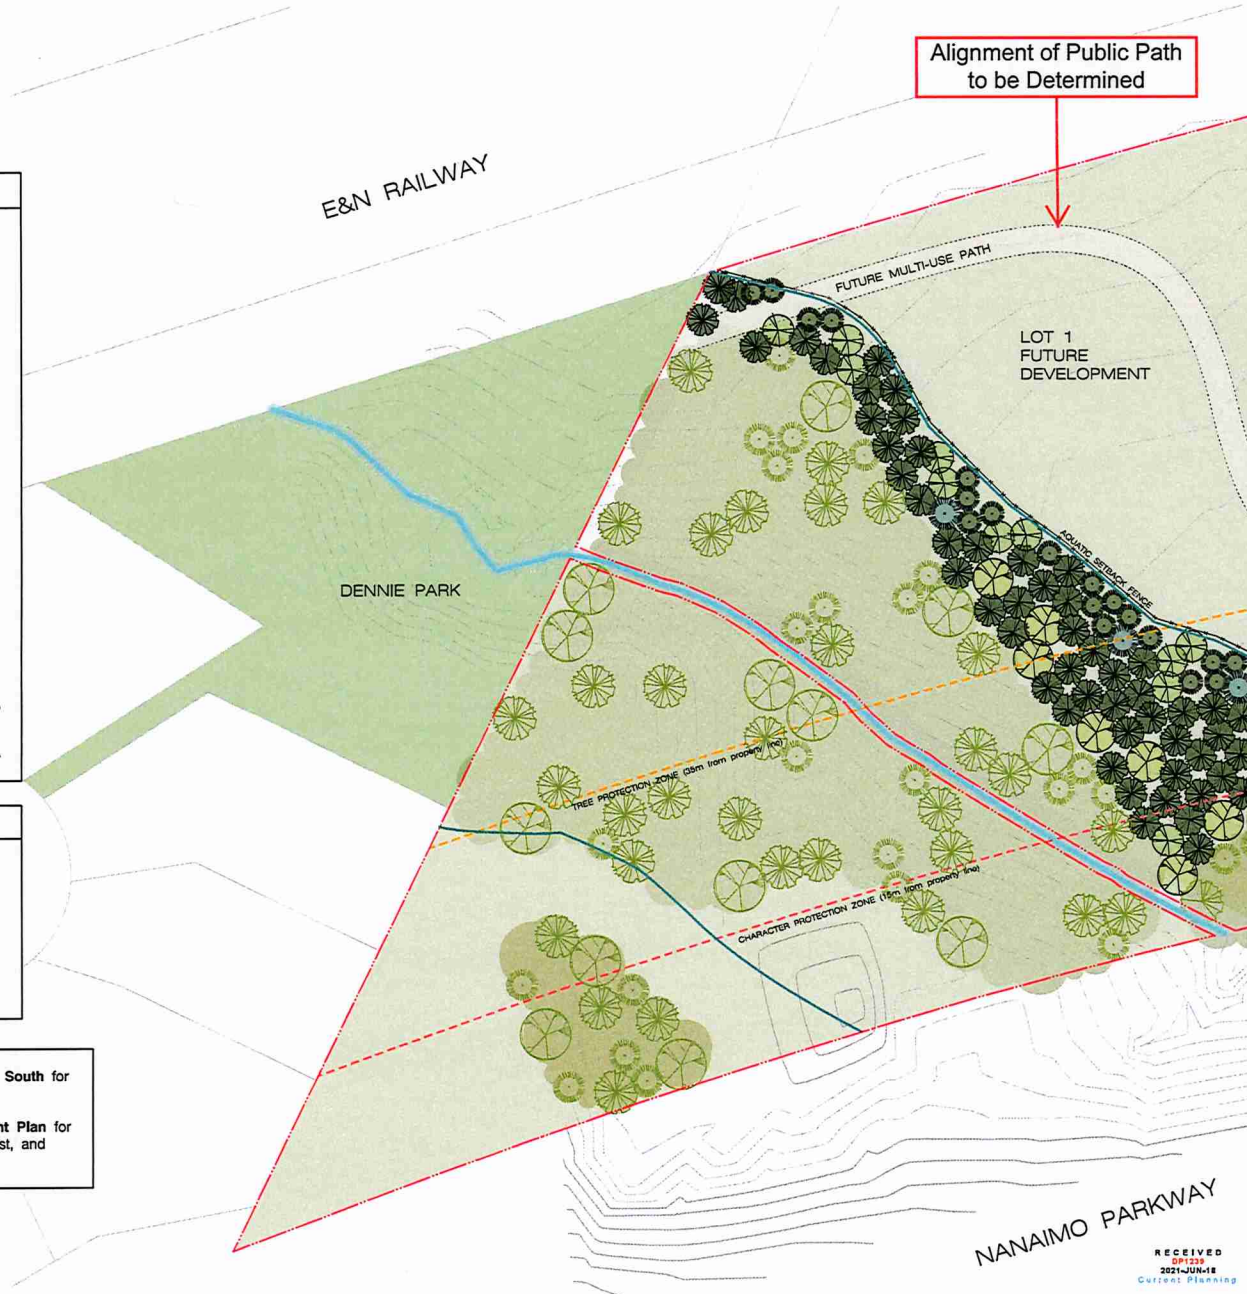 Alignment of Public Path
to be Determined
E&N RAILWAY
FUTURE MULTI-USE PATH
LOT 1
FUTURE
DEVELOPMENT
AQUATIC SETBACK FENCE
DENNIE PARK
TREE PROTECTION ZONE (35m from property line)
CHARACTER PROTECTION ZONE (15m from property line)
South for
nt Plan for
st, and
NANAIMO PARKWAY
RECEIVED
DP1239
2021-JUN-18
Current Planning